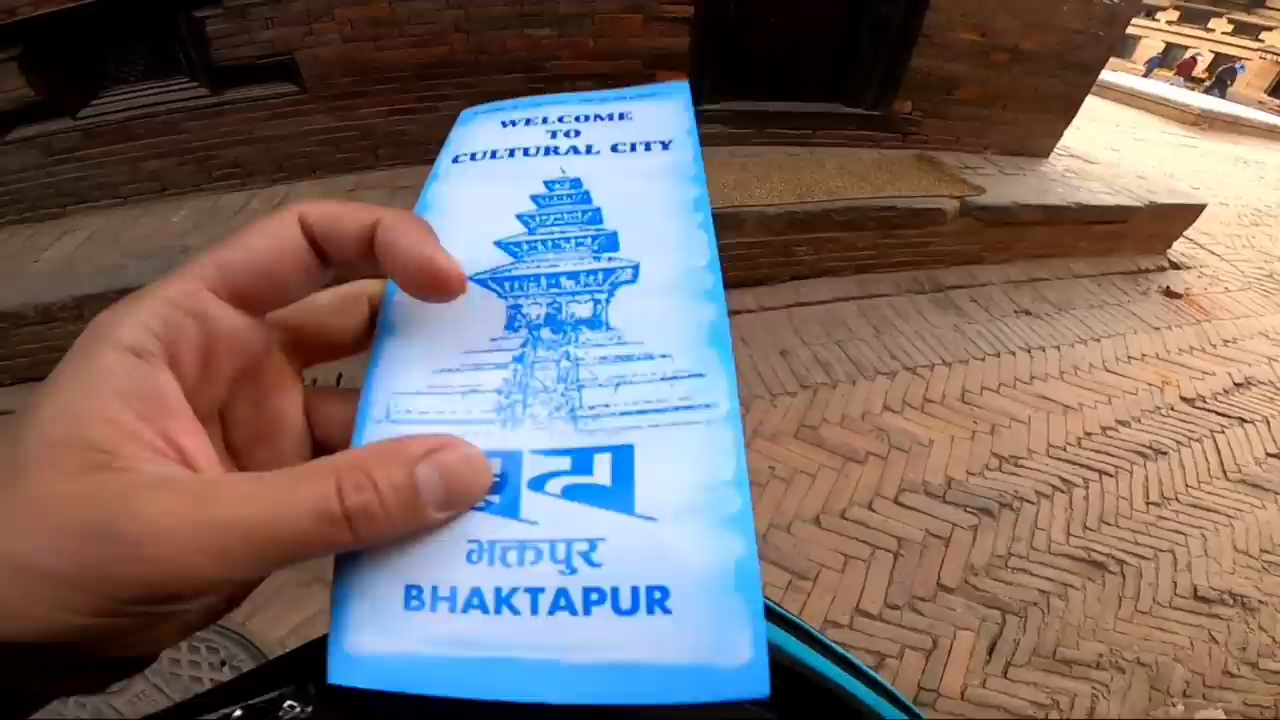 WELCOME
TO
CULTURAL CITY
भक्तपुर
BHAKTAPUR